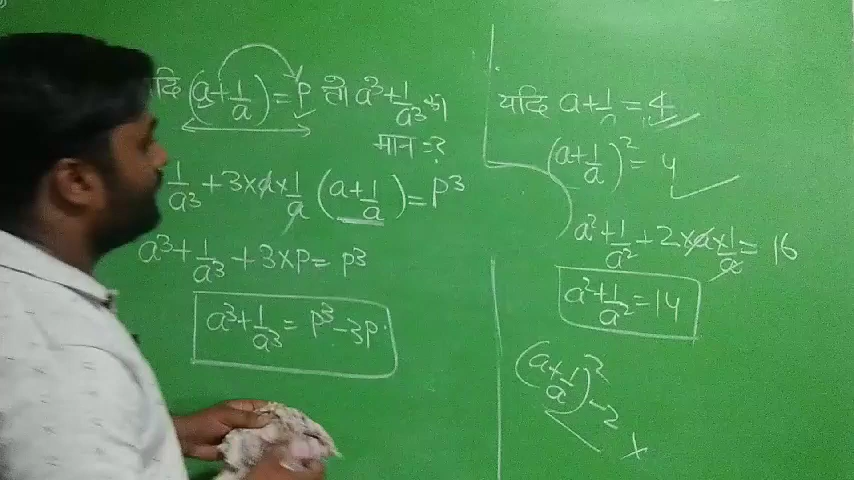 यदि (a+1/a)=P तो a³+1/a³ का
मान=?
1/a³+3×a×1/a(a+1/a)=P³
a³+1/a³+3×P=P³
a³+1/a³=P³-3P
यदि a+1/a=4
(a+1/a)²=4
a²+1/a²+2×a×1/a=16
a²+1/a²=14
(a+1/a)²-2
x